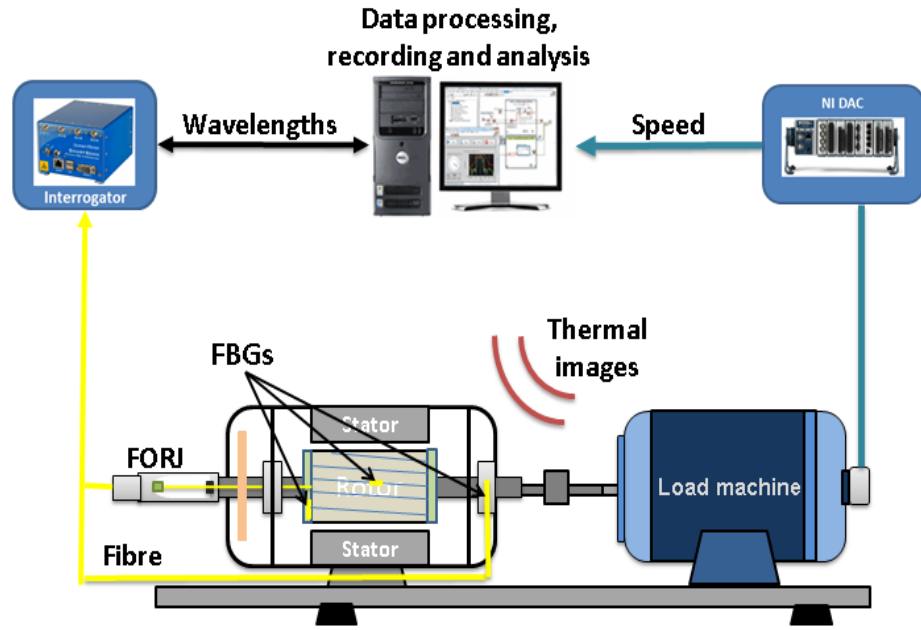 Data processing,
recording and analysis
NI DAC
Wavelengths
Speed
Interrogator
Thermal
images
FBGs
Stator
FORJ
Rotor
Load machine
Stator
Fibre